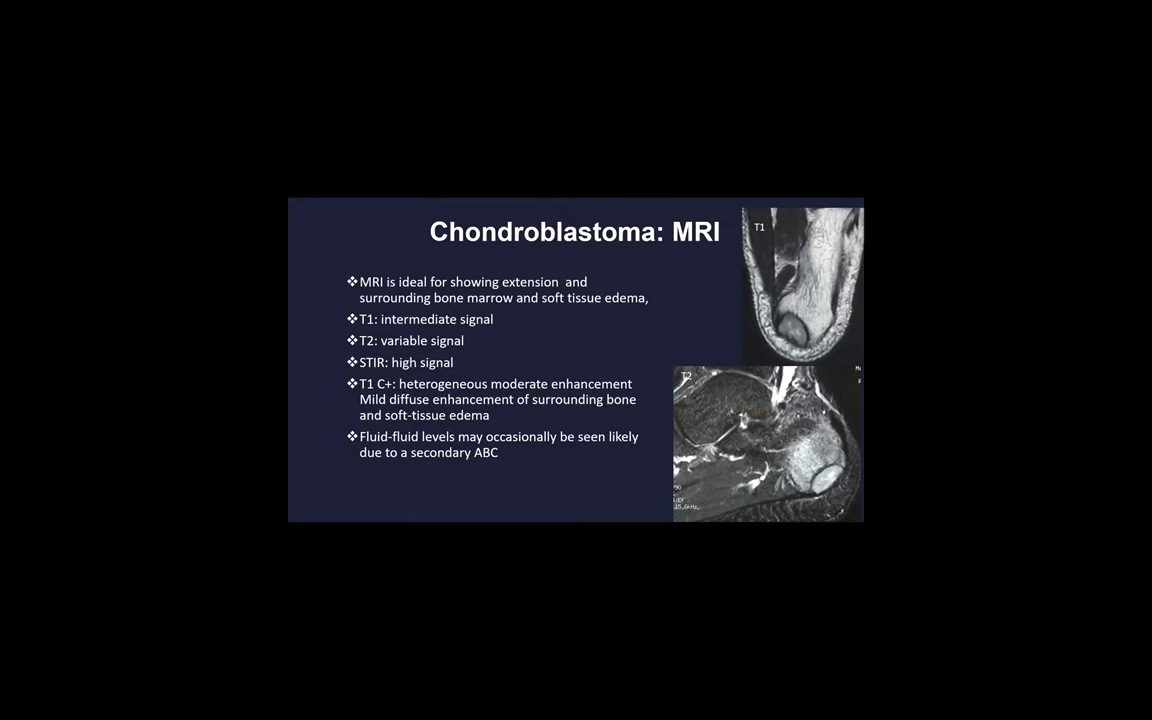 Chondroblastoma: MRI
❖MRI is ideal for showing extension and
surrounding bone marrow and soft tissue edema,
❖T1: intermediate signal
❖T2: variable signal
❖STIR: high signal
❖T1 C+: heterogeneous moderate enhancement
Mild diffuse enhancement of surrounding bone
and soft-tissue edema
❖Fluid-fluid levels may occasionally be seen likely
due to a secondary ABC
T1
T2